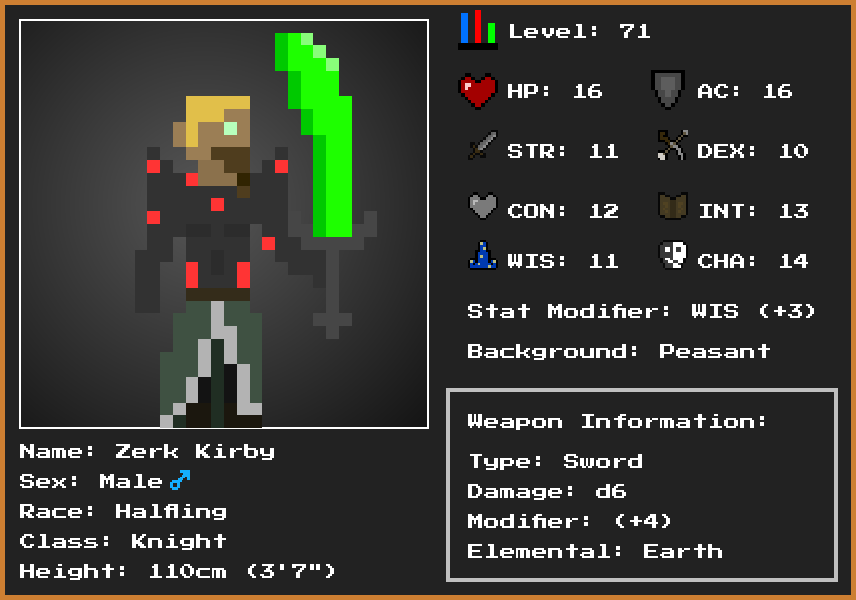 Level: 71
HP: 16
AC: 16
STR: 11
DEX: 10
CON: 12
INT: 13
WIS: 11
CHA: 14
Stat Modifier: WIS (+3)
Background: Peasant
Weapon Information:
Type: Sword
Damage: d6
Modifier: (+4)
Elemental: Earth
Name: Zerk Kirby
Sex: Male♂
Race: Halfling
Class: Knight
Height: 110cm (3'7")